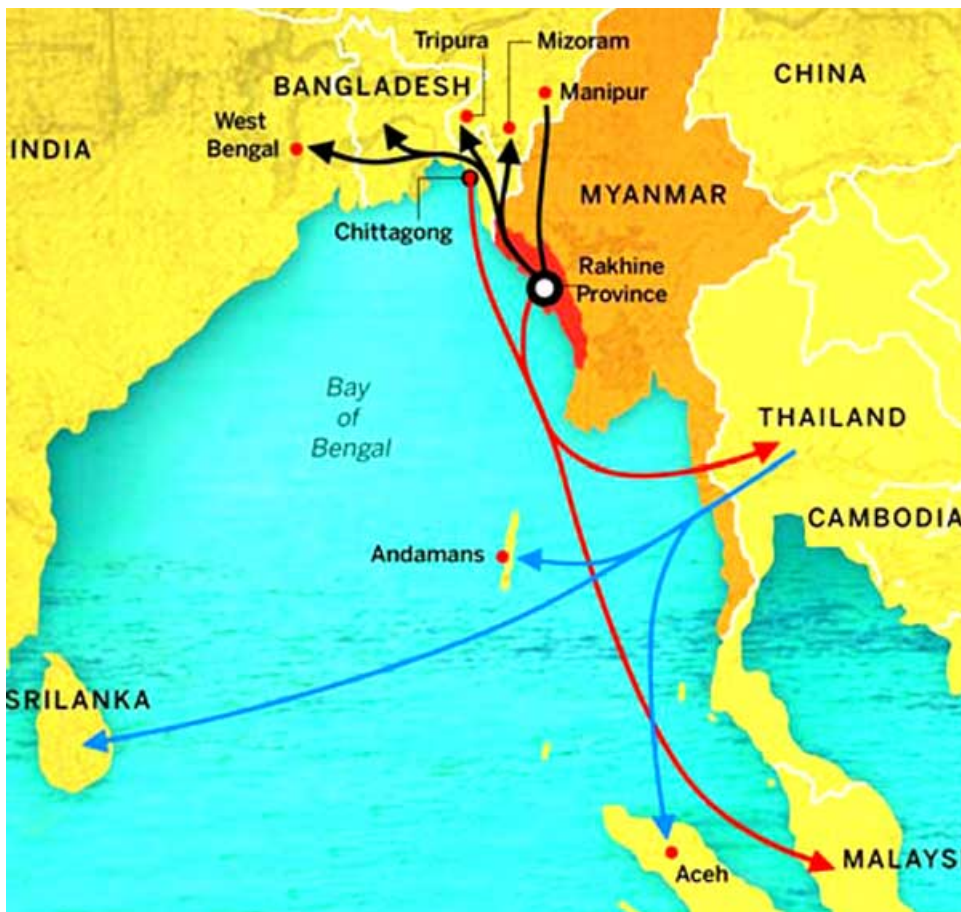 Tripura
Mizoram
BANGLADESH
Manipur
CHINA
West
Bengal
INDIA
MYANMAR
Chittagong
Rakhine
Province
Bay
of
Bengal
THAILAND
CAMBODIA
Andamans
SRILANKA
MALAYS
Aceh